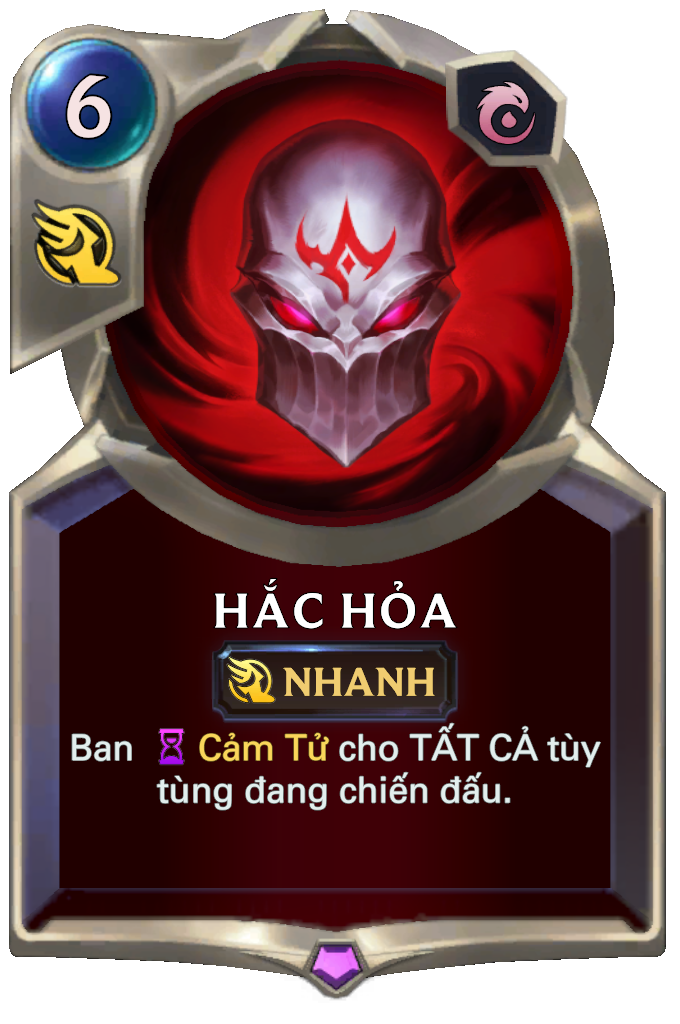 6
HẮC HỎA
NHANH
Ban Cảm Tử cho TẤT CẢ tùy
tùng đang chiến đấu.